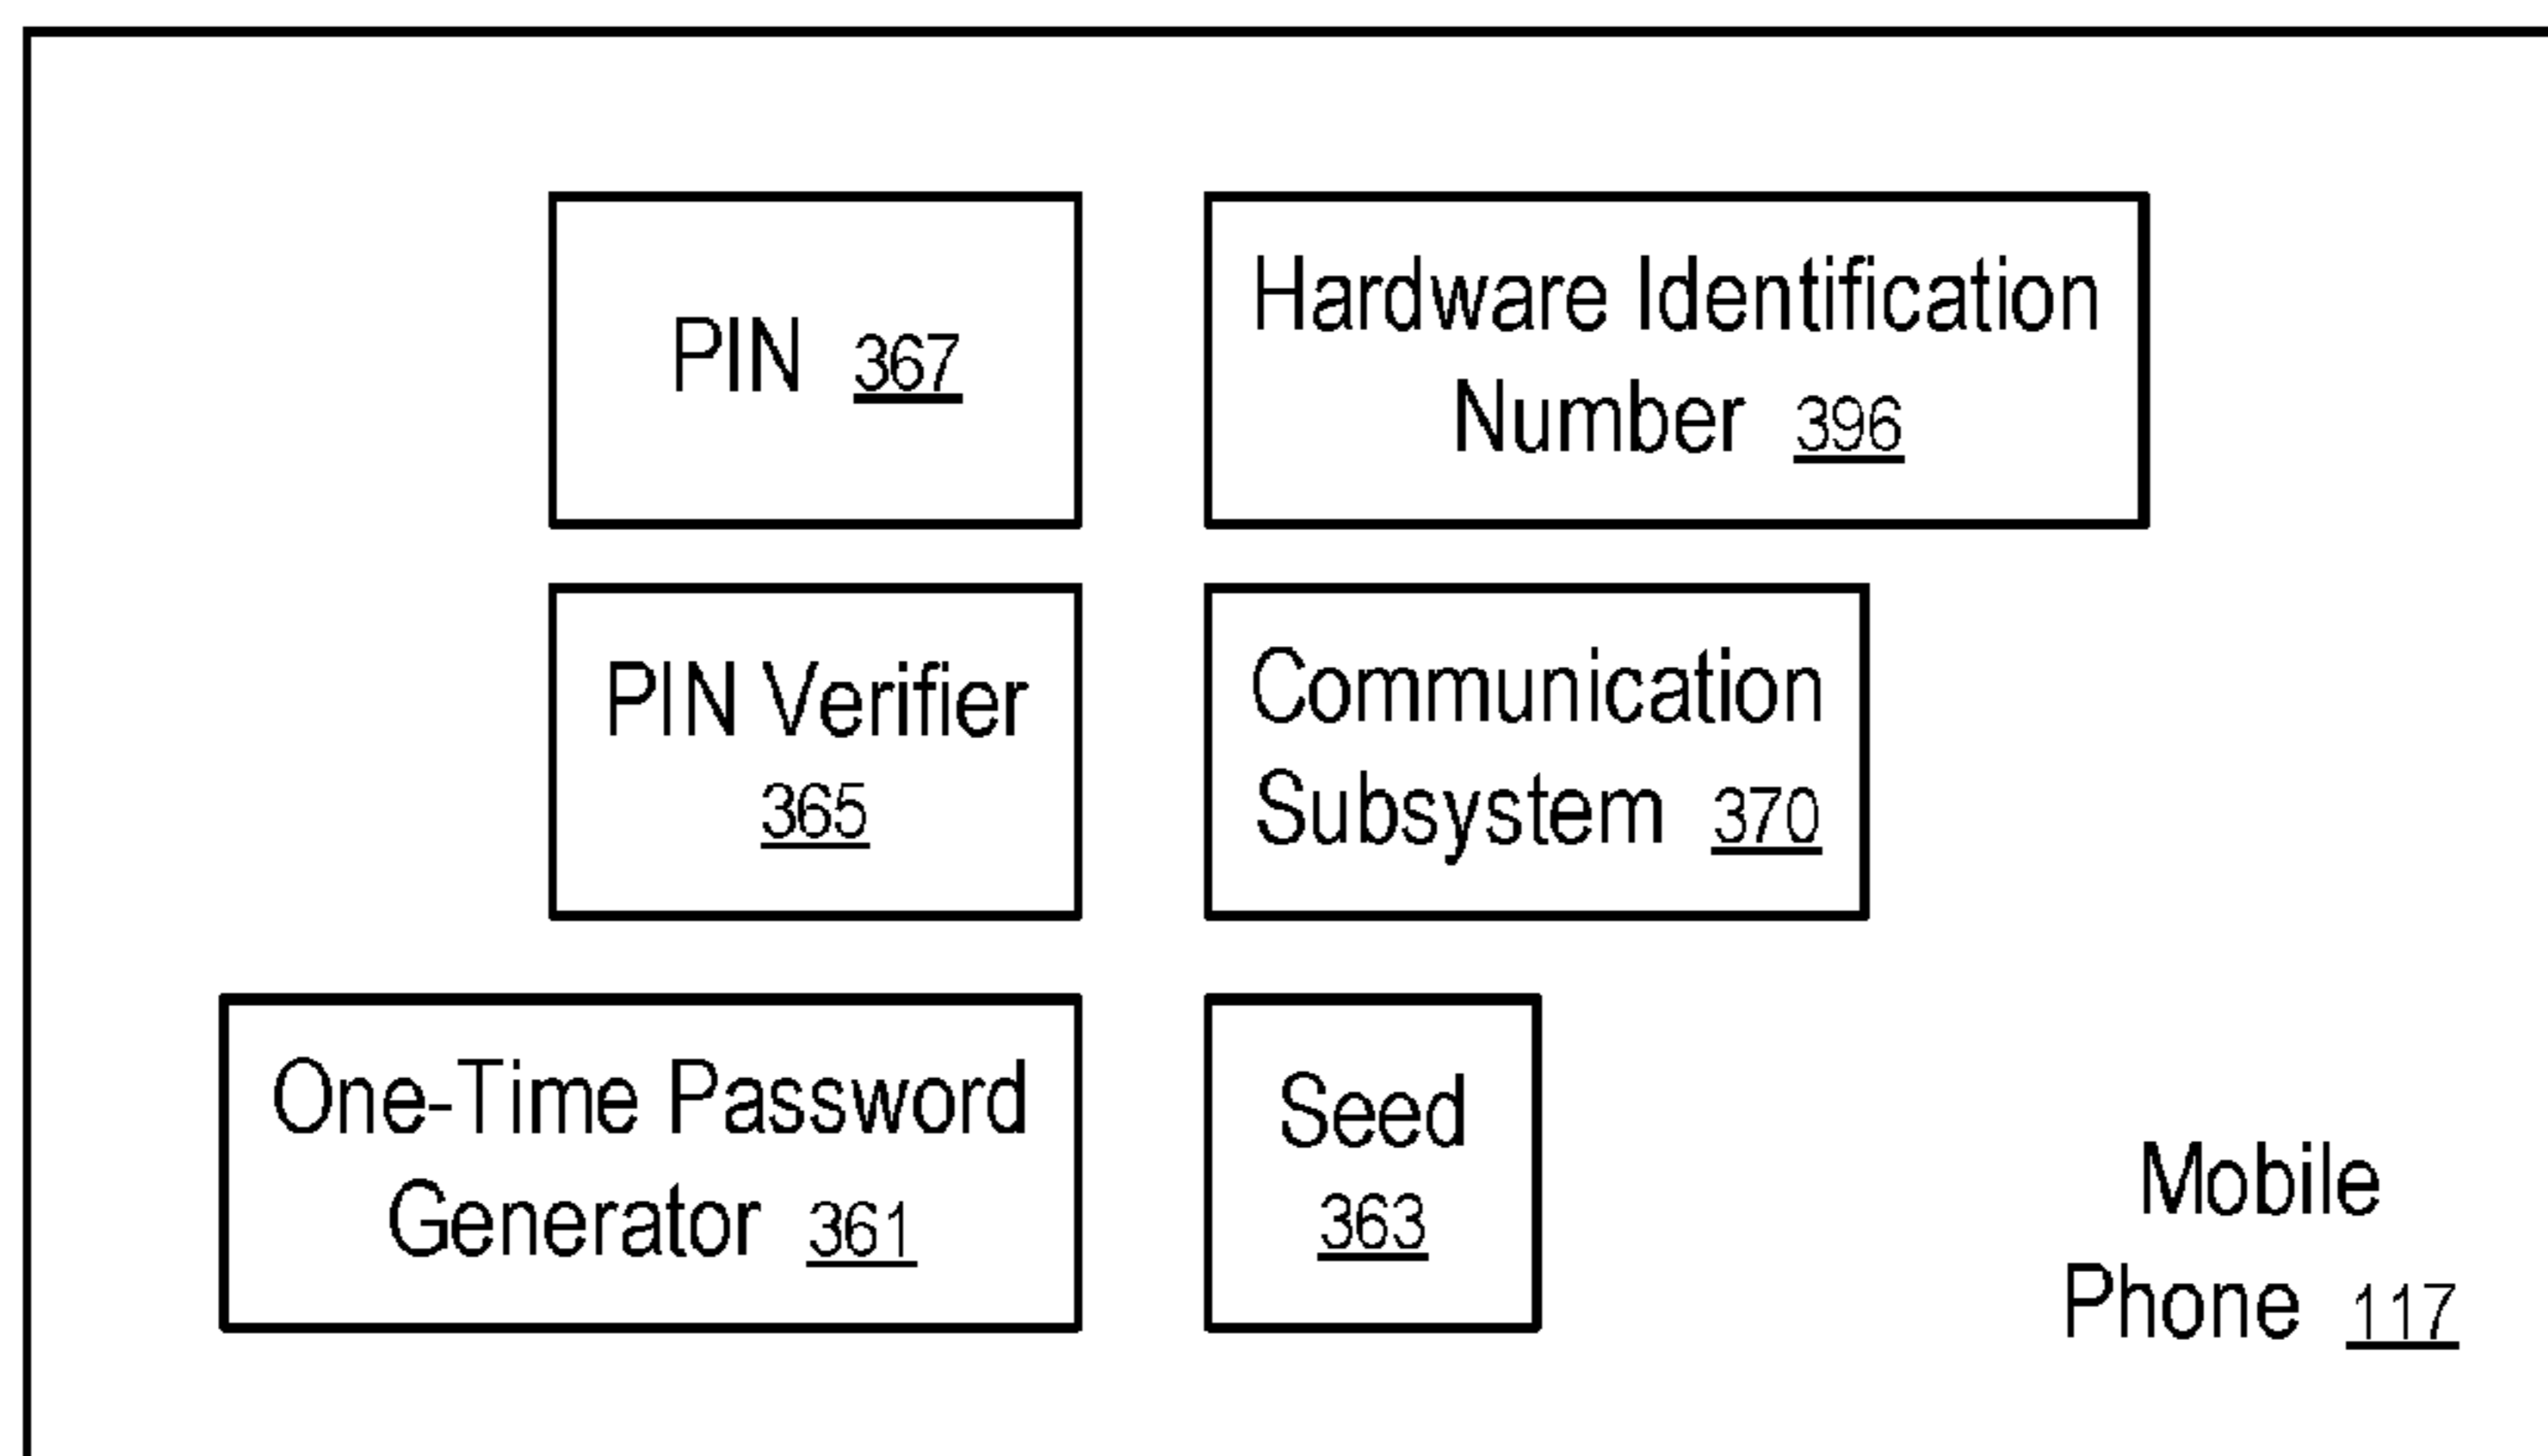 PIN 367
Hardware Identification
Number 396
PIN Verifier
365
Communication
Subsystem 370
One-Time Password
Generator 361
Seed
363
Mobile
Phone 117